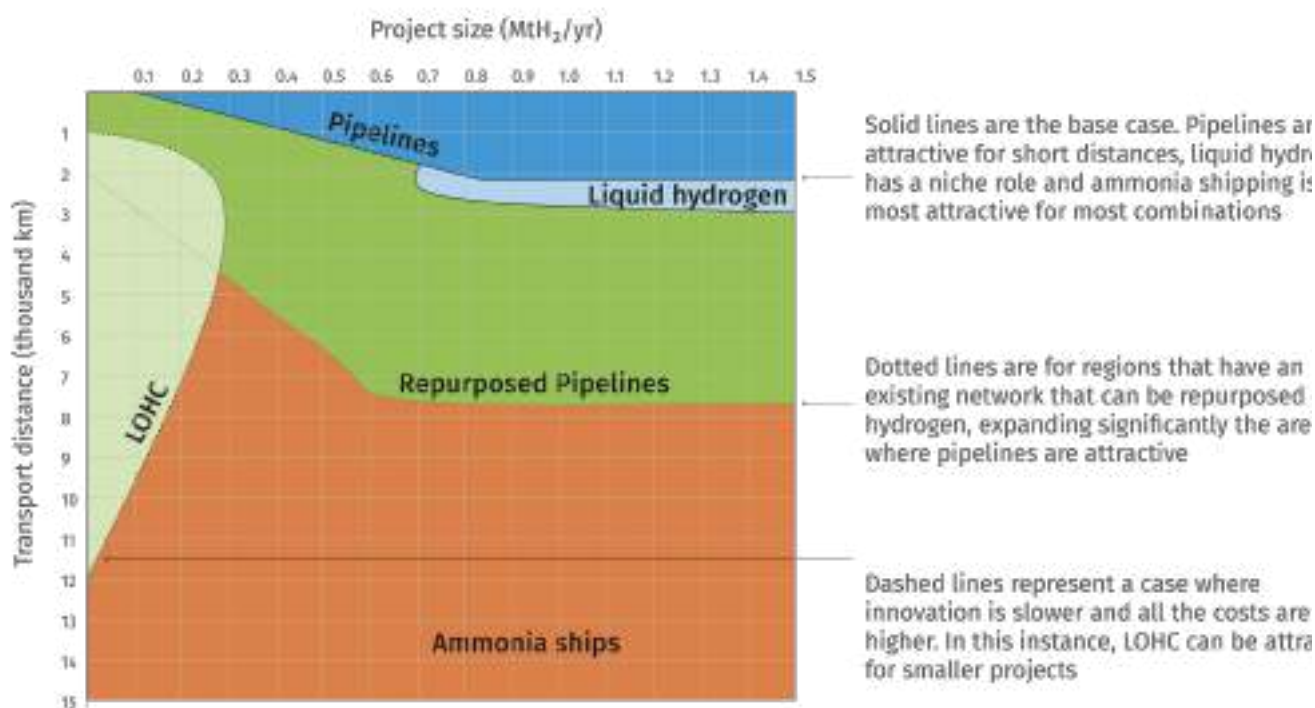 Project size (MtH₂/yr)
0.1 0.2 0.3 0.4 0.5 0.6 0.7 0.8 0.9 1.0 1.1 1.2 1.3 1.4 1.5
Transport distance (thousand km)
1
2
3
4
5
6
7
8
9
10
11
12
13
14
15
Pipelines
Liquid hydrogen
Repurposed Pipelines
LOHC
Ammonia ships
Solid lines are the base case. Pipelines ar
attractive for short distances, liquid hydro
has a niche role and ammonia shipping is
most attractive for most combinations
Dotted lines are for regions that have an
existing network that can be repurposed
hydrogen, expanding significantly the are
where pipelines are attractive
Dashed lines represent a case where
innovation is slower and all the costs are
higher. In this instance, LOHC can be attra
for smaller projects